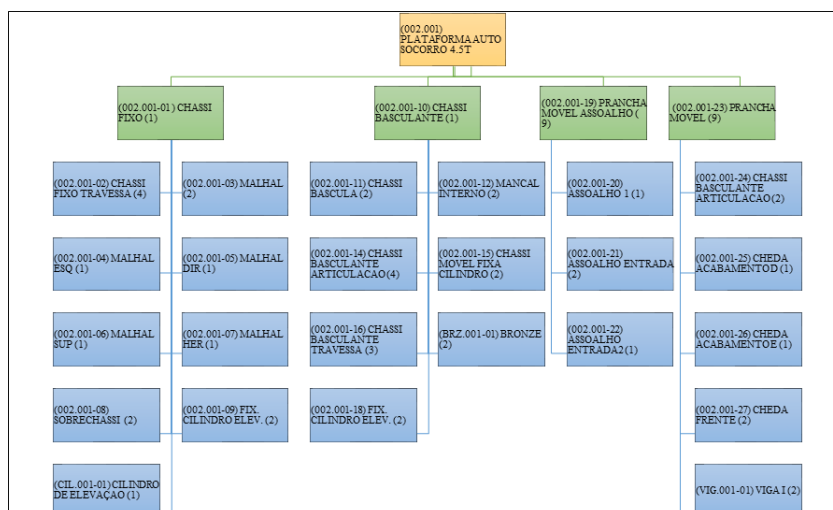 (002.001)
PLATAFORMA AUTO
SOCORRO 4.5T
(002.001-01) CHASSI
FIXO (1)
(002.001-10) CHASSI
BASCULANTE (1)
(002.001-19) PRANCHA
MOVEL ASSOALHO (
9)
(002.001-23) PRANCHA
MOVEL (9)
(002.001-02) CHASSI
FIXO TRAVESSA (4)
(002.001-03) MALHAL
(2)
(002.001-11) CHASSI
BASCULA (2)
(002.001-12) MANCAL
INTERNO (2)
(002.001-20)
ASSOALHO 1 (1)
(002.001-24) CHASSI
BASCULANTE
ARTICULACAO (2)
(002.001-04) MALHAL
ESQ (1)
(002.001-05) MALHAL
DIR (1)
(002.001-14) CHASSI
BASCULANTE
ARTICULACAO (4)
(002.001-15) CHASSI
MOVEL FIXA
CILINDRO (2)
(002.001-21)
ASSOALHO ENTRADA
(2)
(002.001-25) CHEDA
ACABAMENTO D (1)
(002.001-06) MALHAL
SUP (1)
(002.001-07) MALHAL
HER (1)
(002.001-16) CHASSI
BASCULANTE
TRAVESSA (3)
(BRZ.001-01) BRONZE
(2)
(002.001-22)
ASSOALHO
ENTRADA2 (1)
(002.001-26) CHEDA
ACABAMENTO E (1)
(002.001-08)
SOBRECHASSI (2)
(002.001-09) FIX.
CILINDRO ELEV. (2)
(002.001-18) FIX.
CILINDRO ELEV. (2)
(002.001-27) CHEDA
FRENTE (2)
(CIL.001-01) CILINDRO
DE ELEVAÇAO (1)
(VIG.001-01) VIGA I (2)